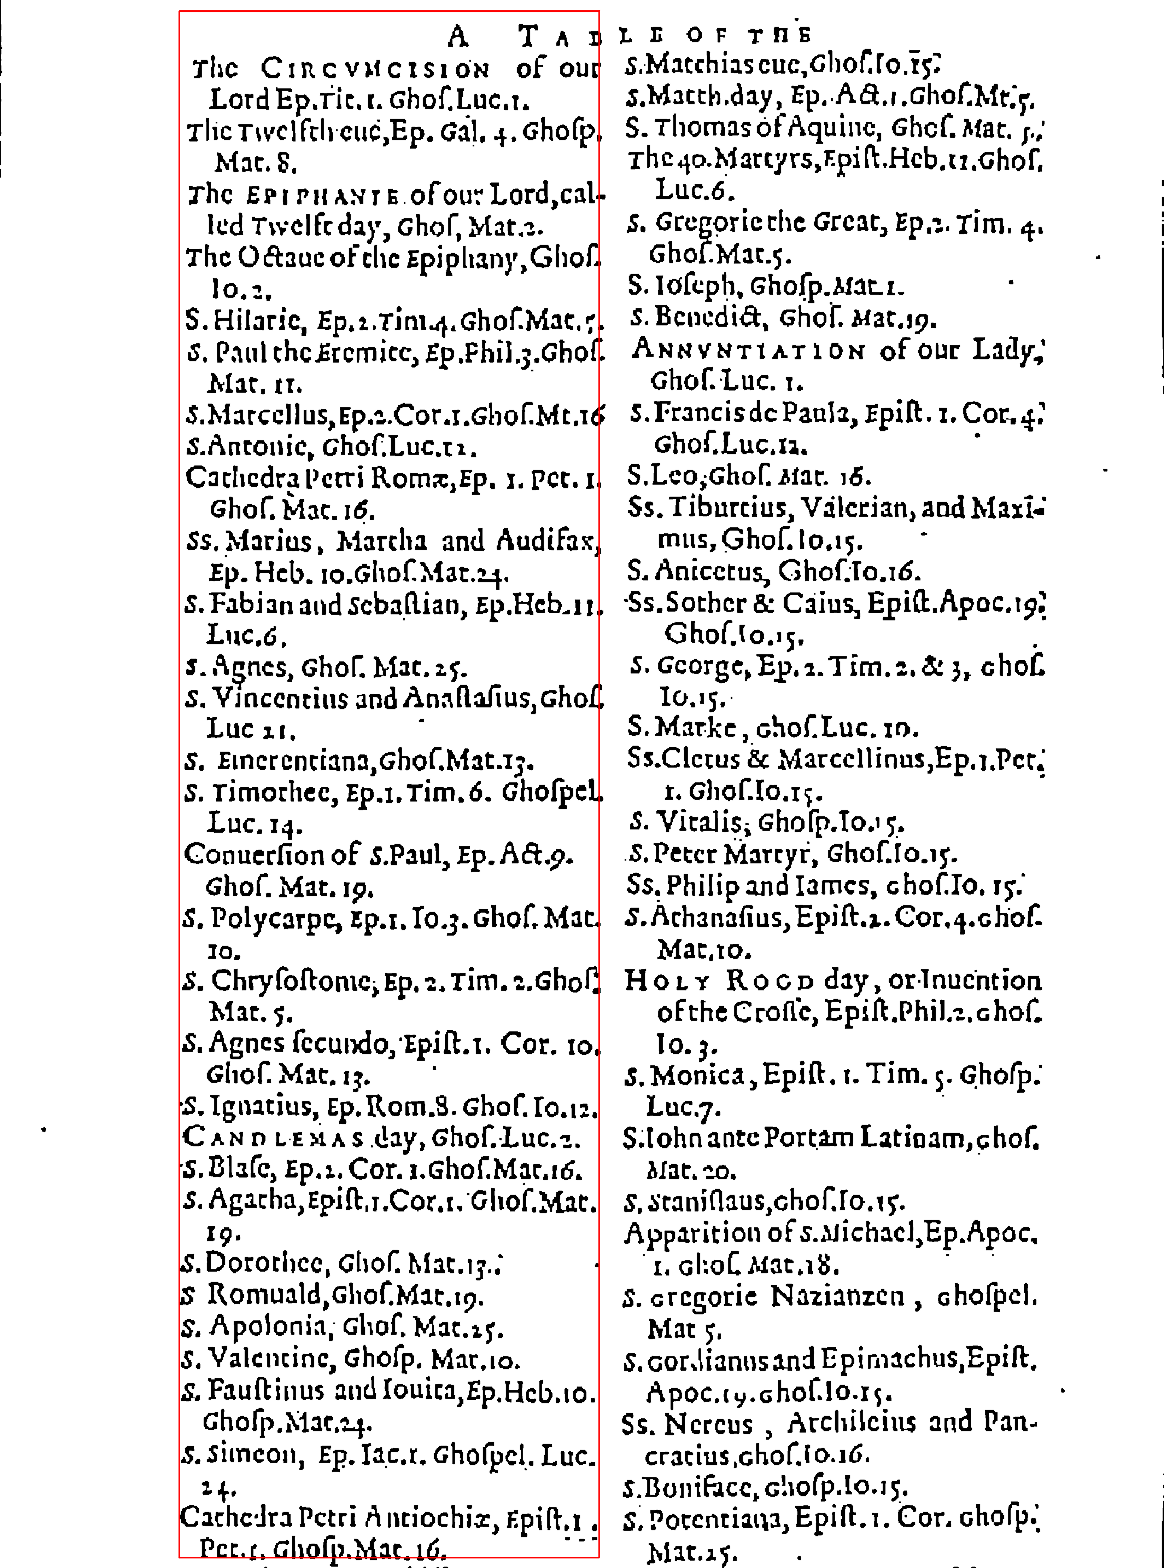 A TABLE OF THE
The CIRCVMCISION of our
Lord Ep. Tit. 1. Ghoſ. Luc. 1.
The Twelfth eue, Ep. Gal. 4. Ghoſp.
Mat. 8.
The EPIPHANIE of our Lord, cal-
led Twelft day, Ghoſ, Mat. 2.
The Octaue of the Epiphany, Ghoſ.
Io. 2.
S. Hilarie, Ep. 2. Tim. 4. Ghoſ. Mat. 5.
S. Paul the Eremite, Ep. Phil. 3. Ghoſ.
Mat. 11.
S. Marcellus, Ep. 2. Cor. 1. Ghoſ. Mt. 16
S. Antonie, Ghoſ. Luc. 12.
Cathedra Petri Romæ, Ep. 1. Pet. 1.
Ghoſ. Mat. 16.
Ss. Marius, Martha and Audifax,
Ep. Heb. 10. Ghoſ. Mat. 24.
S. Fabian and Sebaſtian, Ep. Heb. 11.
Luc. 6.
S. Agnes, Ghoſ. Mat. 25.
S. Vincentius and Anaſtaſius, Ghoſ.
Luc 21.
S. Emerentiana, Ghoſ. Mat. 13.
S. Timothee, Ep. 1. Tim. 6. Ghoſpel.
Luc. 14.
Conuerſion of S. Paul, Ep. Act. 9.
Ghoſ. Mat. 19.
S. Polycarpe, Ep. 1. Io. 3. Ghoſ. Mat.
10.
S. Chryſoſtome, Ep. 2. Tim. 2. Ghoſ.
Mat. 5.
S. Agnes ſecundo, Epiſt. 1. Cor. 10.
Ghoſ. Mat. 13.
S. Ignatius, Ep. Rom. 8. Ghoſ. Io. 12.
CANDLEMAS day, Ghoſ. Luc. 2.
S. Blaſe, Ep. 2. Cor. 1. Ghoſ. Mat. 16.
S. Agatha, Epiſt. 1. Cor. 1. Ghoſ. Mat.
19.
S. Dorothee, Ghoſ. Mat. 13.
S Romuald, Ghoſ. Mat. 19.
S. Apolonia, Ghoſ. Mat. 25.
S. Valentine, Ghoſp. Mat. 10.
S. Fauſtinus and Iouita, Ep. Heb. 10.
Ghoſp. Mat. 24.
S. Simeon, Ep. Iac. 1. Ghoſpel. Luc.
24.
Cathedra Petri Antiochiæ, Epiſt. 1.
Pet. 1. Ghoſp. Mat. 16.
S. Matthias eue, Ghoſ. Io. 15.
S. Matth. day, Ep. Act. 1. Ghoſ. Mt. 5.
S. Thomas of Aquine, Ghoſ. Mat. 5.
The 40. Martyrs, Epiſt. Heb. 11. Ghoſ.
Luc. 6.
S. Gregorie the Great, Ep. 2. Tim. 4.
Ghoſ. Mat. 5.
S. Ioſeph, Ghoſp. Mat. 1.
S. Benedict, Ghoſ. Mat. 19.
ANNVNTIATION of our Lady,
Ghoſ. Luc. 1.
S. Francis de Paula, Epiſt. 1. Cor. 4.
Ghoſ. Luc. 12.
S. Leo, Ghoſ. Mat. 16.
Ss. Tiburtius, Valerian, and Maxi-
mus, Ghoſ. Io. 15.
S. Anicetus, Ghoſ. Io. 16.
Ss. Sother & Caius, Epiſt. Apoc. 19.
Ghoſ. Io. 15.
S. George, Ep. 2. Tim. 2. & 3, Ghoſ.
Io. 15.
S. Marke, Ghoſ. Luc. 10.
Ss. Cletus & Marcellinus, Ep. 1. Pet.
1. Ghoſ. Io. 15.
S. Vitalis, Ghoſp. Io. 15.
S. Peter Martyr, Ghoſ. Io. 15.
Ss. Philip and Iames, Ghoſ. Io. 15.
S. Athanaſius, Epiſt. 2. Cor. 4. Ghoſ.
Mat. 10.
HOLY ROOD day, or Inuention
of the Croſſe, Epiſt. Phil. 2. Ghoſ.
Io. 3.
S. Monica, Epiſt. 1. Tim. 5. Ghoſp.
Luc. 7.
S. Iohn ante Portam Latinam, Ghoſ.
Mat. 20.
S. Staniſlaus, Ghoſ. Io. 15.
Apparition of S. Michael, Ep. Apoc.
1. Ghoſ. Mat. 18.
S. Gregorie Nazianzen, Ghoſpel.
Mat 5.
S. Gordianus and Epimachus, Epiſt.
Apoc. 19. Ghoſ. Io. 15.
Ss. Nereus, Archileius and Pan-
cratius, Ghoſ. Io. 16.
S. Boniface, Ghoſp. Io. 15.
S. Potentiana, Epiſt. 1. Cor. Ghoſp.
Mat. 25.